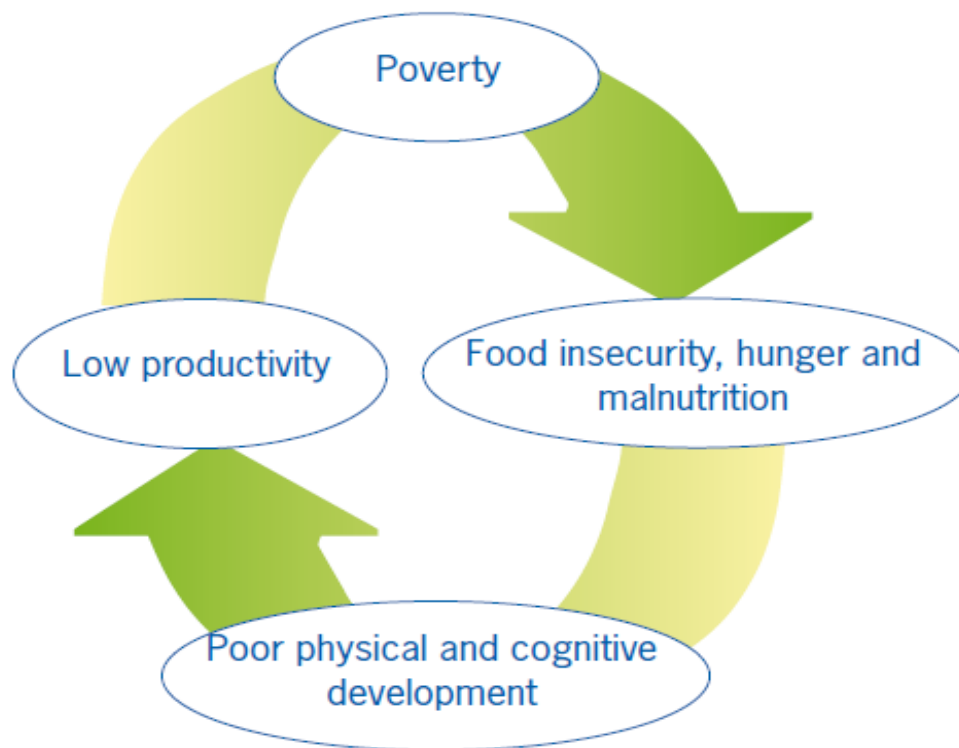 Poverty
Low productivity
Food insecurity, hunger and
malnutrition
Poor physical and cognitive
development